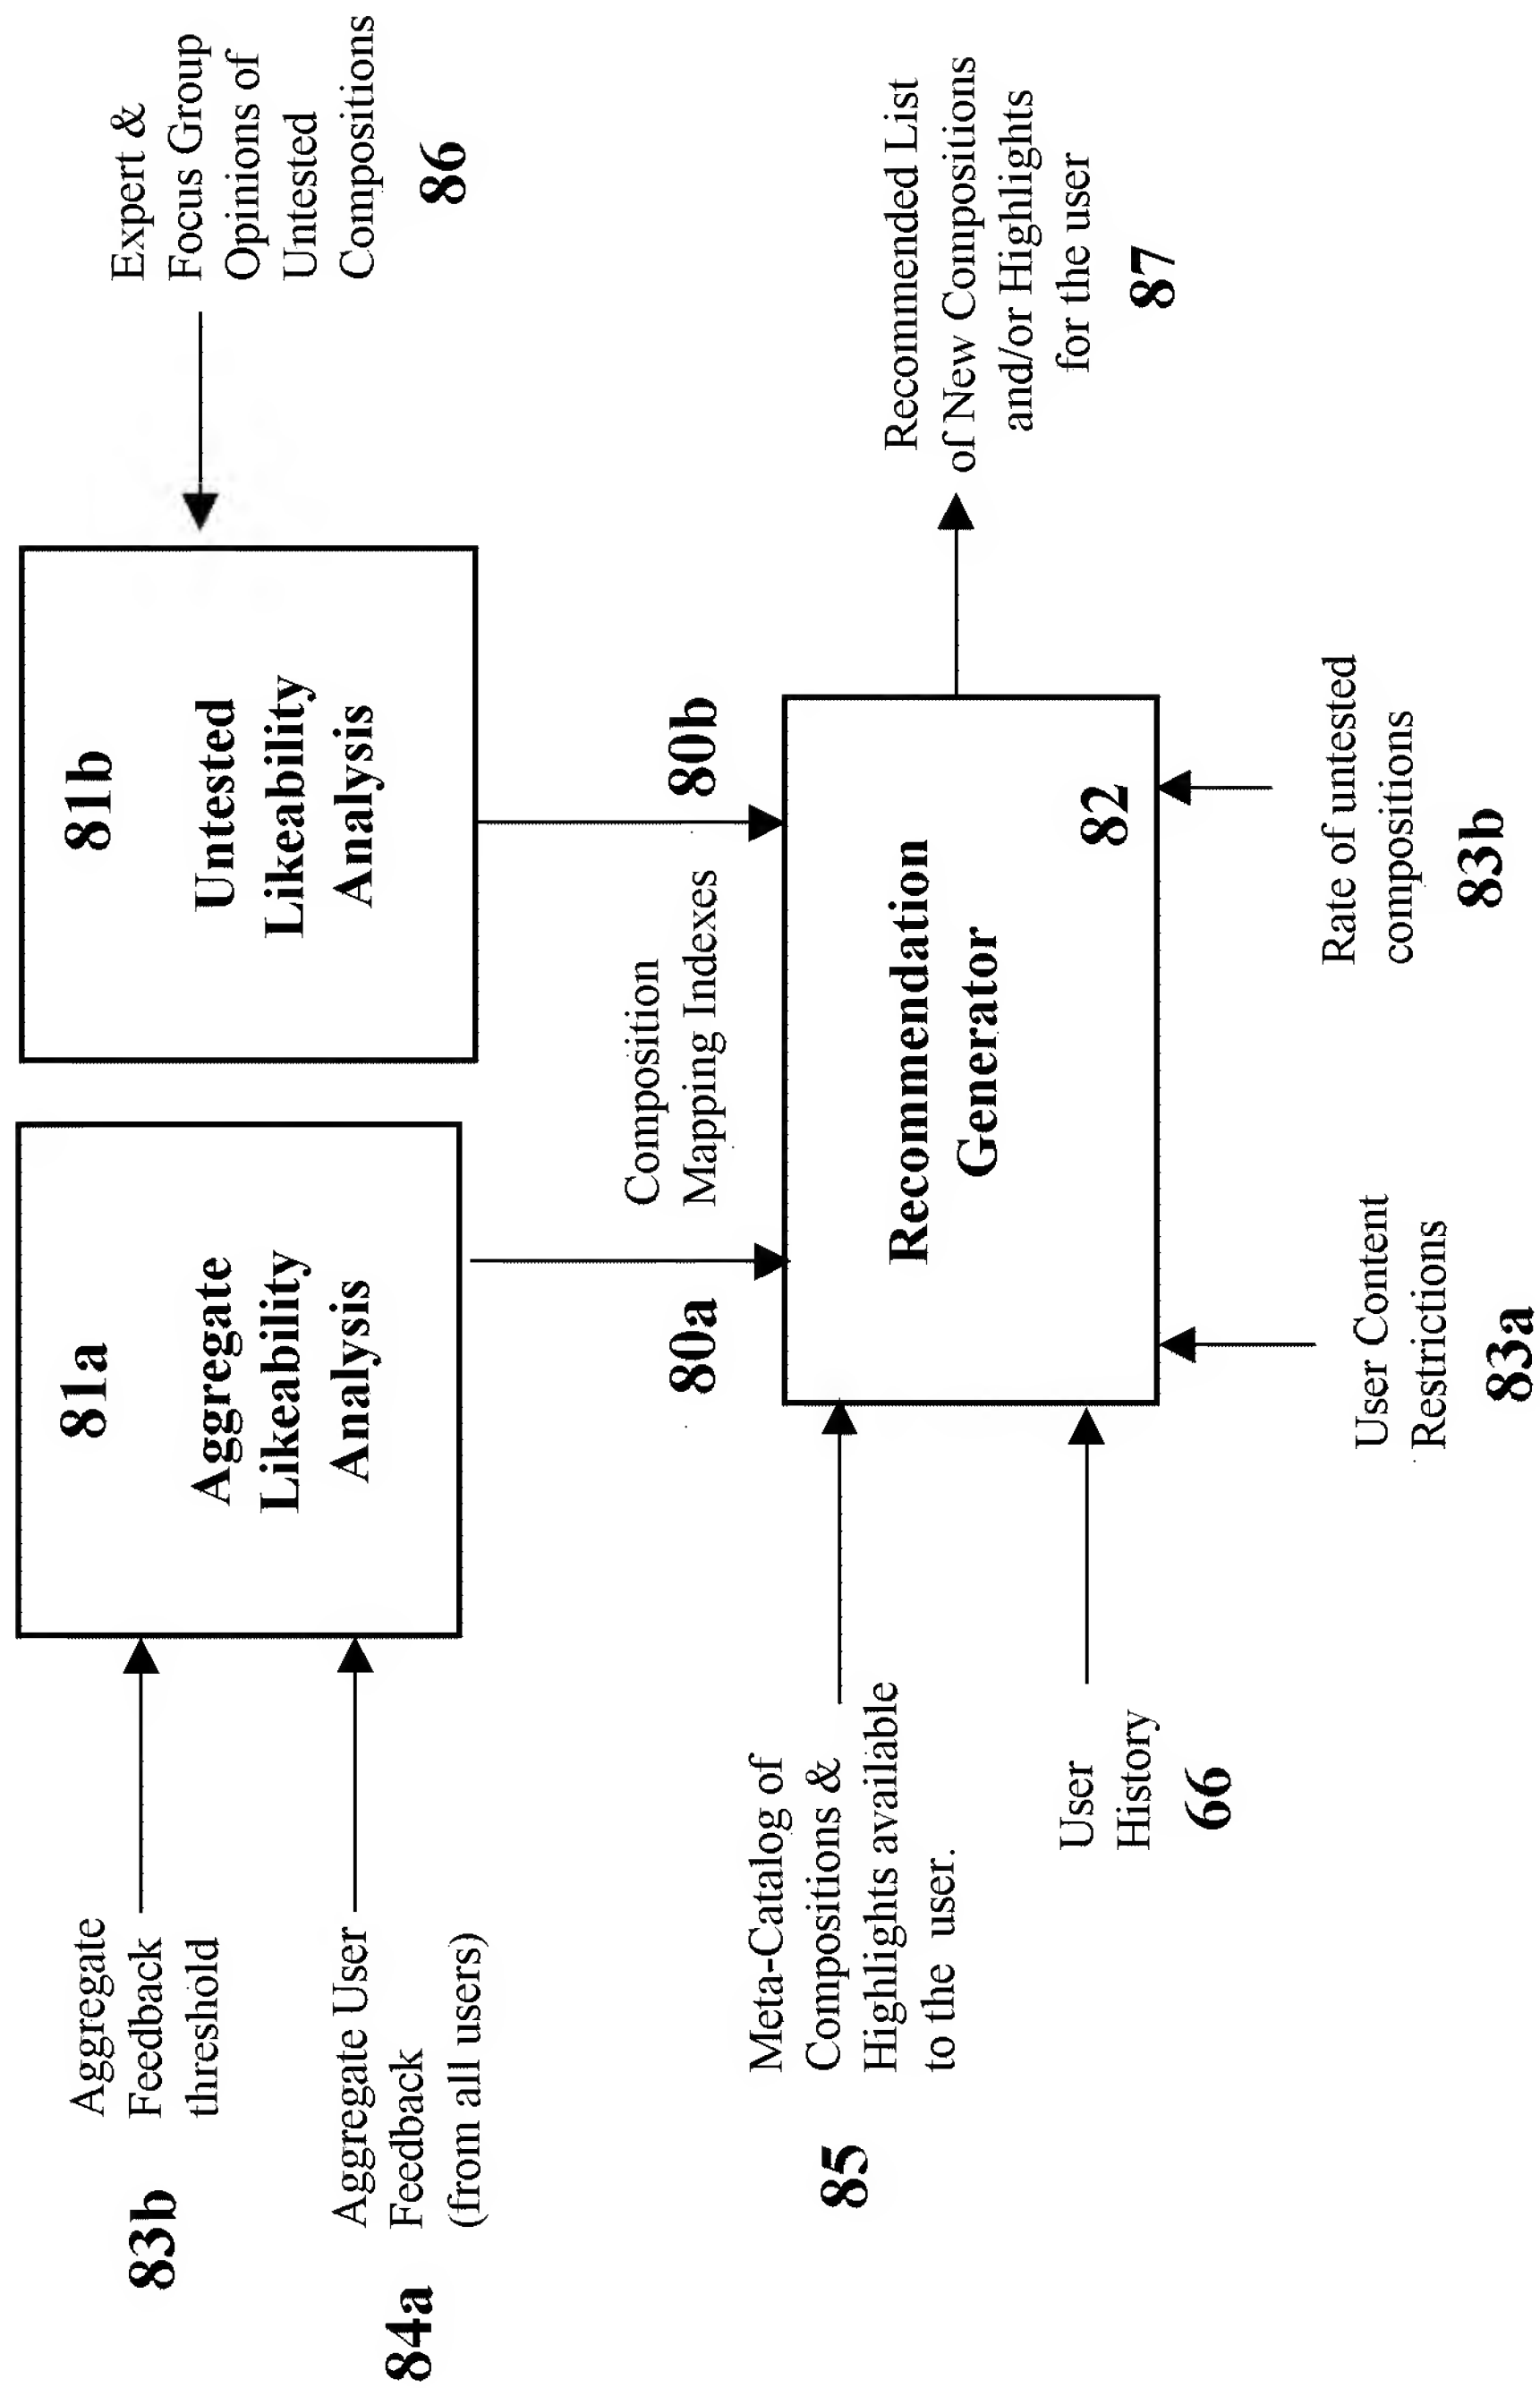 83b
Aggregate
Feedback
threshold
84a
Aggregate User
Feedback
(from all users)
81a
Aggregate
Likeability
Analysis
81b
Untested
Likeability
Analysis
Expert &
Focus Group
Opinions of
Untested
Compositions
86
80a
Composition
Mapping Indexes
80b
85
Meta-Catalog of
Compositions &
Highlights available
to the user.
User
History
66
Recommendation
Generator
82
Recommended List
of New Compositions
and/or Highlights
for the user
87
User Content
Restrictions
83a
Rate of untested
compositions
83b